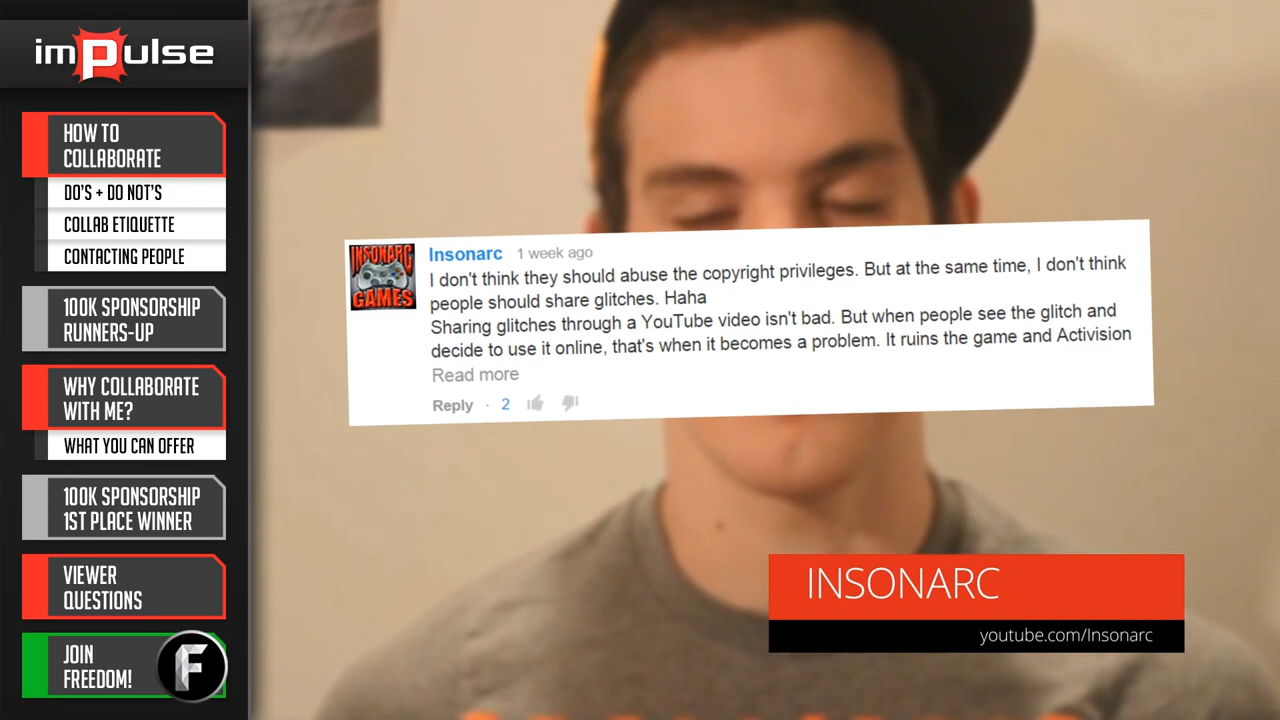 imPulse
HOW TO
COLLABORATE
DO'S + DO NOT'S
COLLAB ETIQUETTE
CONTACTING PEOPLE
100K SPONSORSHIP
RUNNERS-UP
WHY COLLABORATE
WITH ME?
WHAT YOU CAN OFFER
100K SPONSORSHIP
1ST PLACE WINNER
VIEWER
QUESTIONS
JOIN
FREEDOM!
F
INSONARC
GAMES
Insonarc 1 week ago
I don't think they should abuse the copyright privileges. But at the same time, I don't think
people should share glitches. Haha
Sharing glitches through a YouTube video isn't bad. But when people see the glitch and
decide to use it online, that's when it becomes a problem. It ruins the game and Activision
Read more
Reply · 2
INSONARC
youtube.com/Insonarc